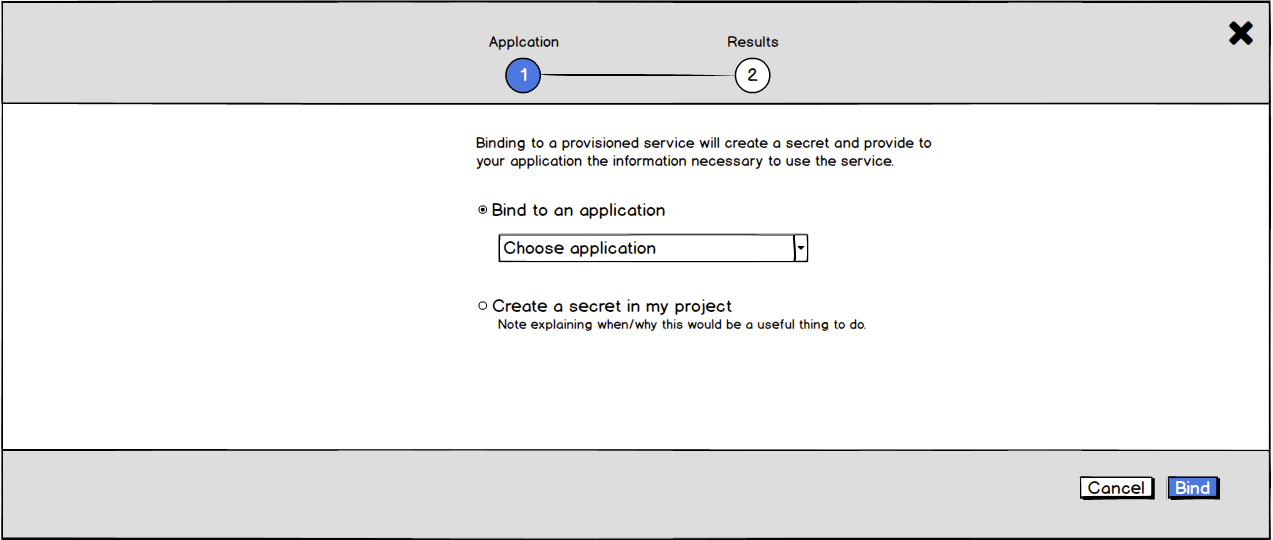 Applcation
Results
1
2
Binding to a provisioned service will create a secret and provide to
your application the information necessary to use the service.
Bind to an application
Choose application
Create a secret in my project
Note explaining when/why this would be a useful thing to do.
Cancel
Bind